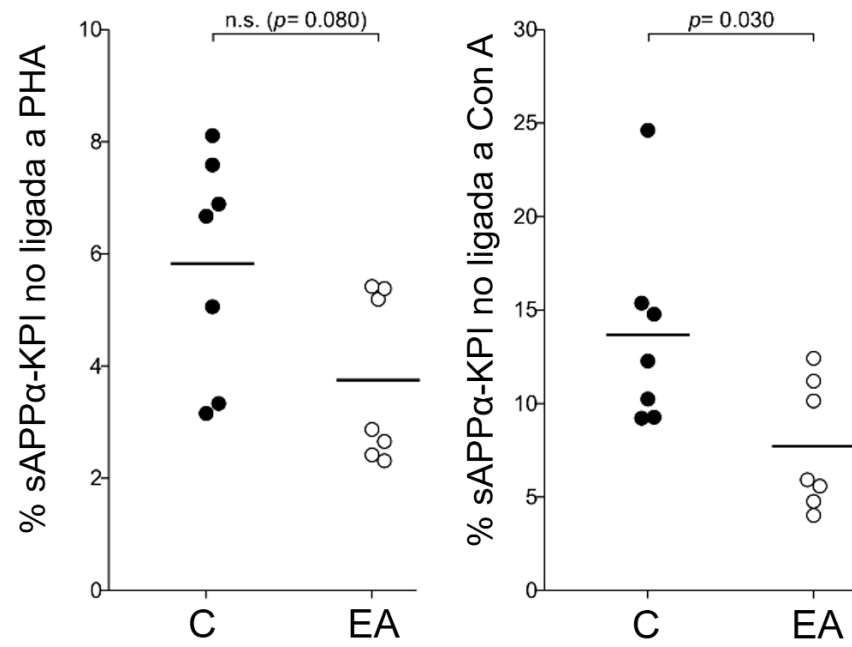 n.s. (p= 0.080)
10
8
6
4
2
0
% sAPPα-KPI no ligada a PHA
C
EA
p= 0.030
30
25
20
15
10
5
0
% sAPPα-KPI no ligada a Con A
C
EA